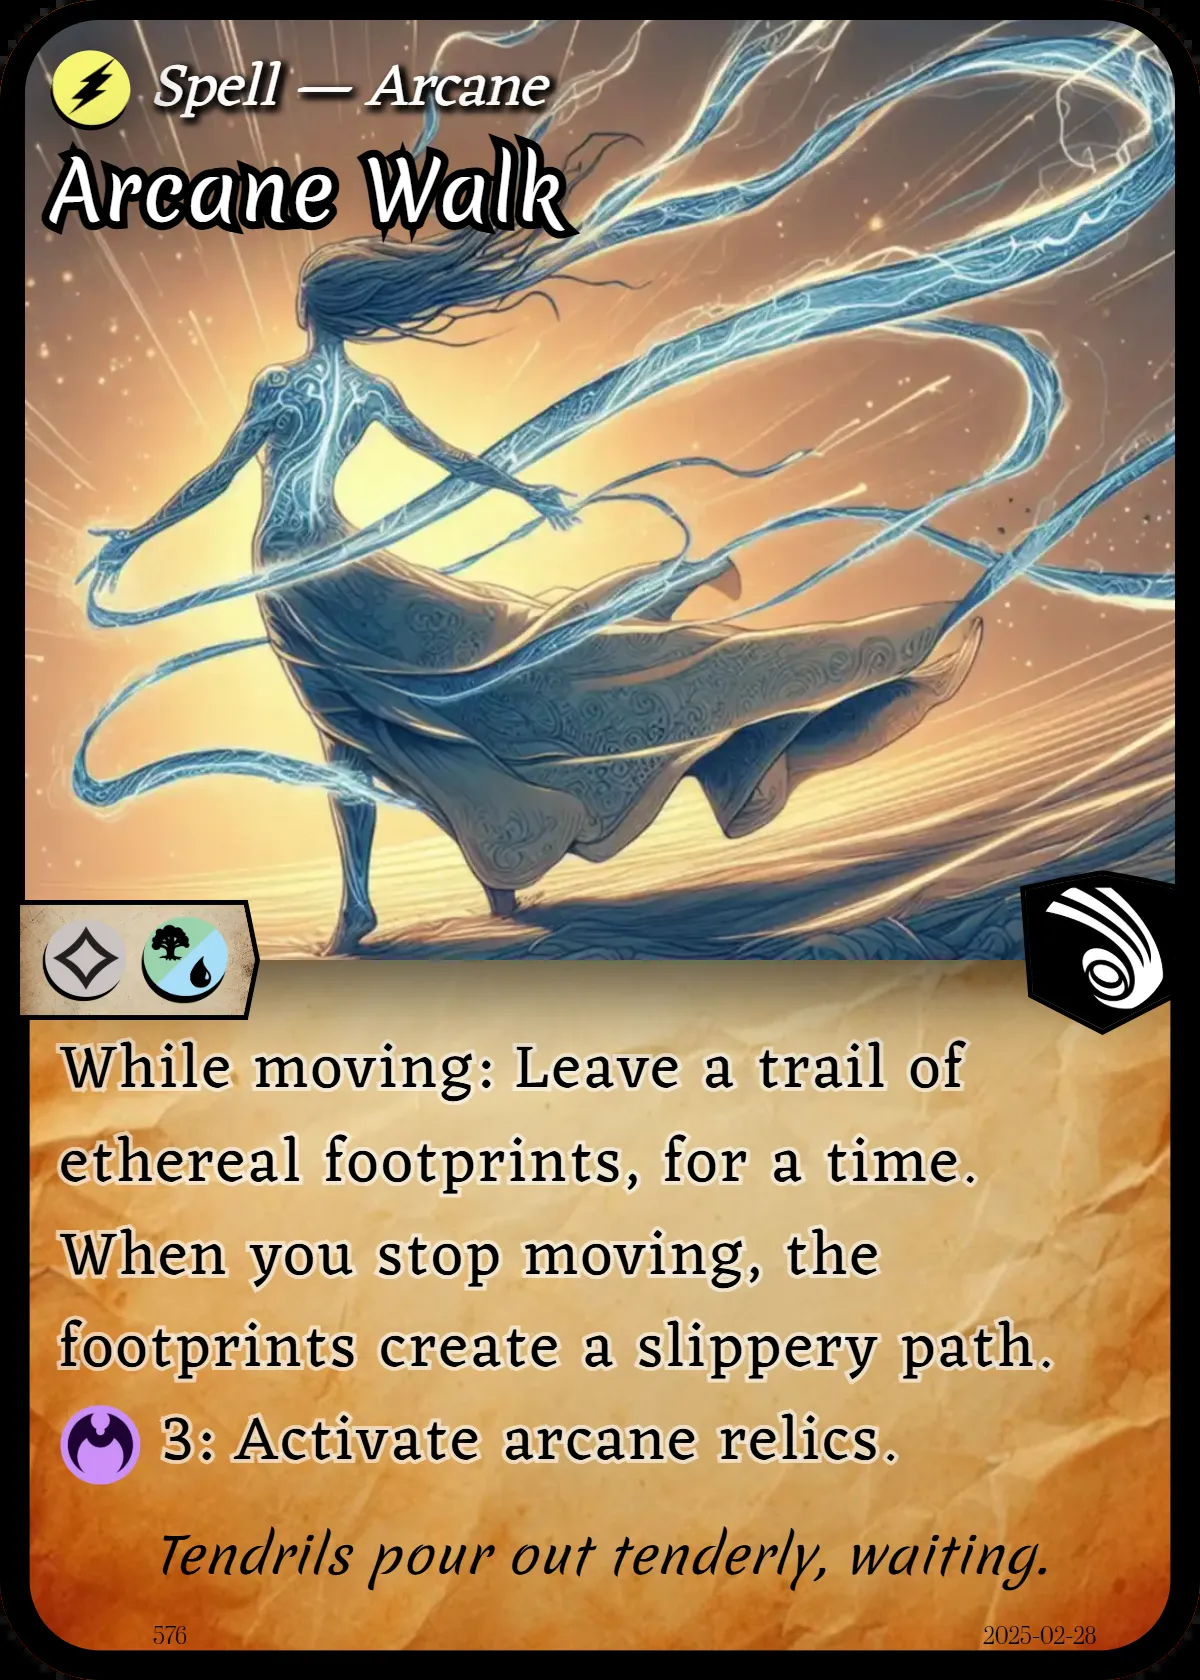 Spell — Arcane
Arcane Walk
While moving: Leave a trail of
ethereal footprints, for a time.
When you stop moving, the
footprints create a slippery path.
3: Activate arcane relics.
Tendrils pour out tenderly, waiting.
576
2025-02-28